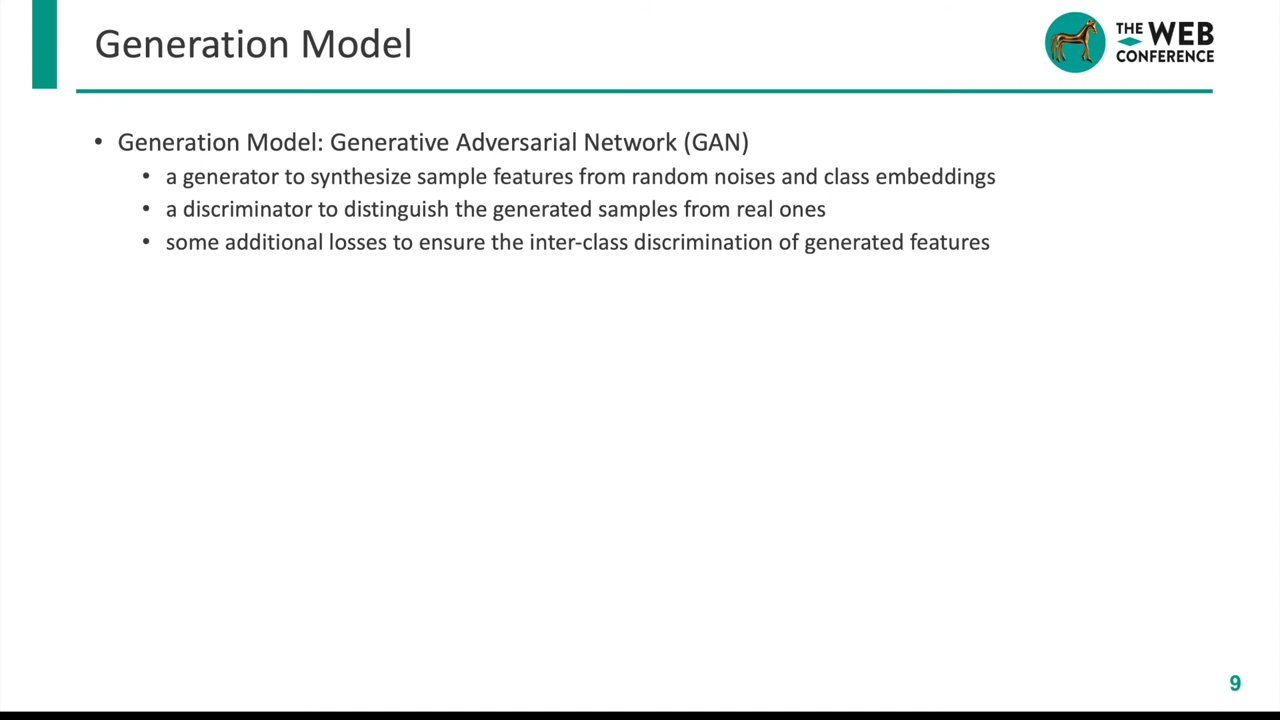 Generation Model
THE WEB
CONFERENCE
• Generation Model: Generative Adversarial Network (GAN)
• a generator to synthesize sample features from random noises and class embeddings
• a discriminator to distinguish the generated samples from real ones
• some additional losses to ensure the inter-class discrimination of generated features
9